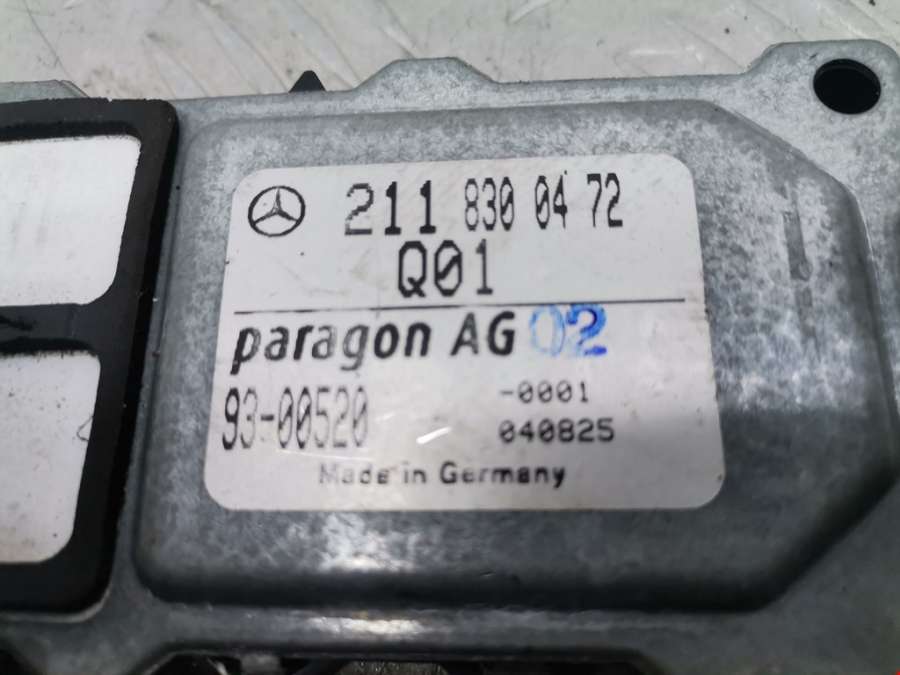 211 830 04 72
Q01
paragon AG 02
93-00520 -0001
040825
Made in Germany